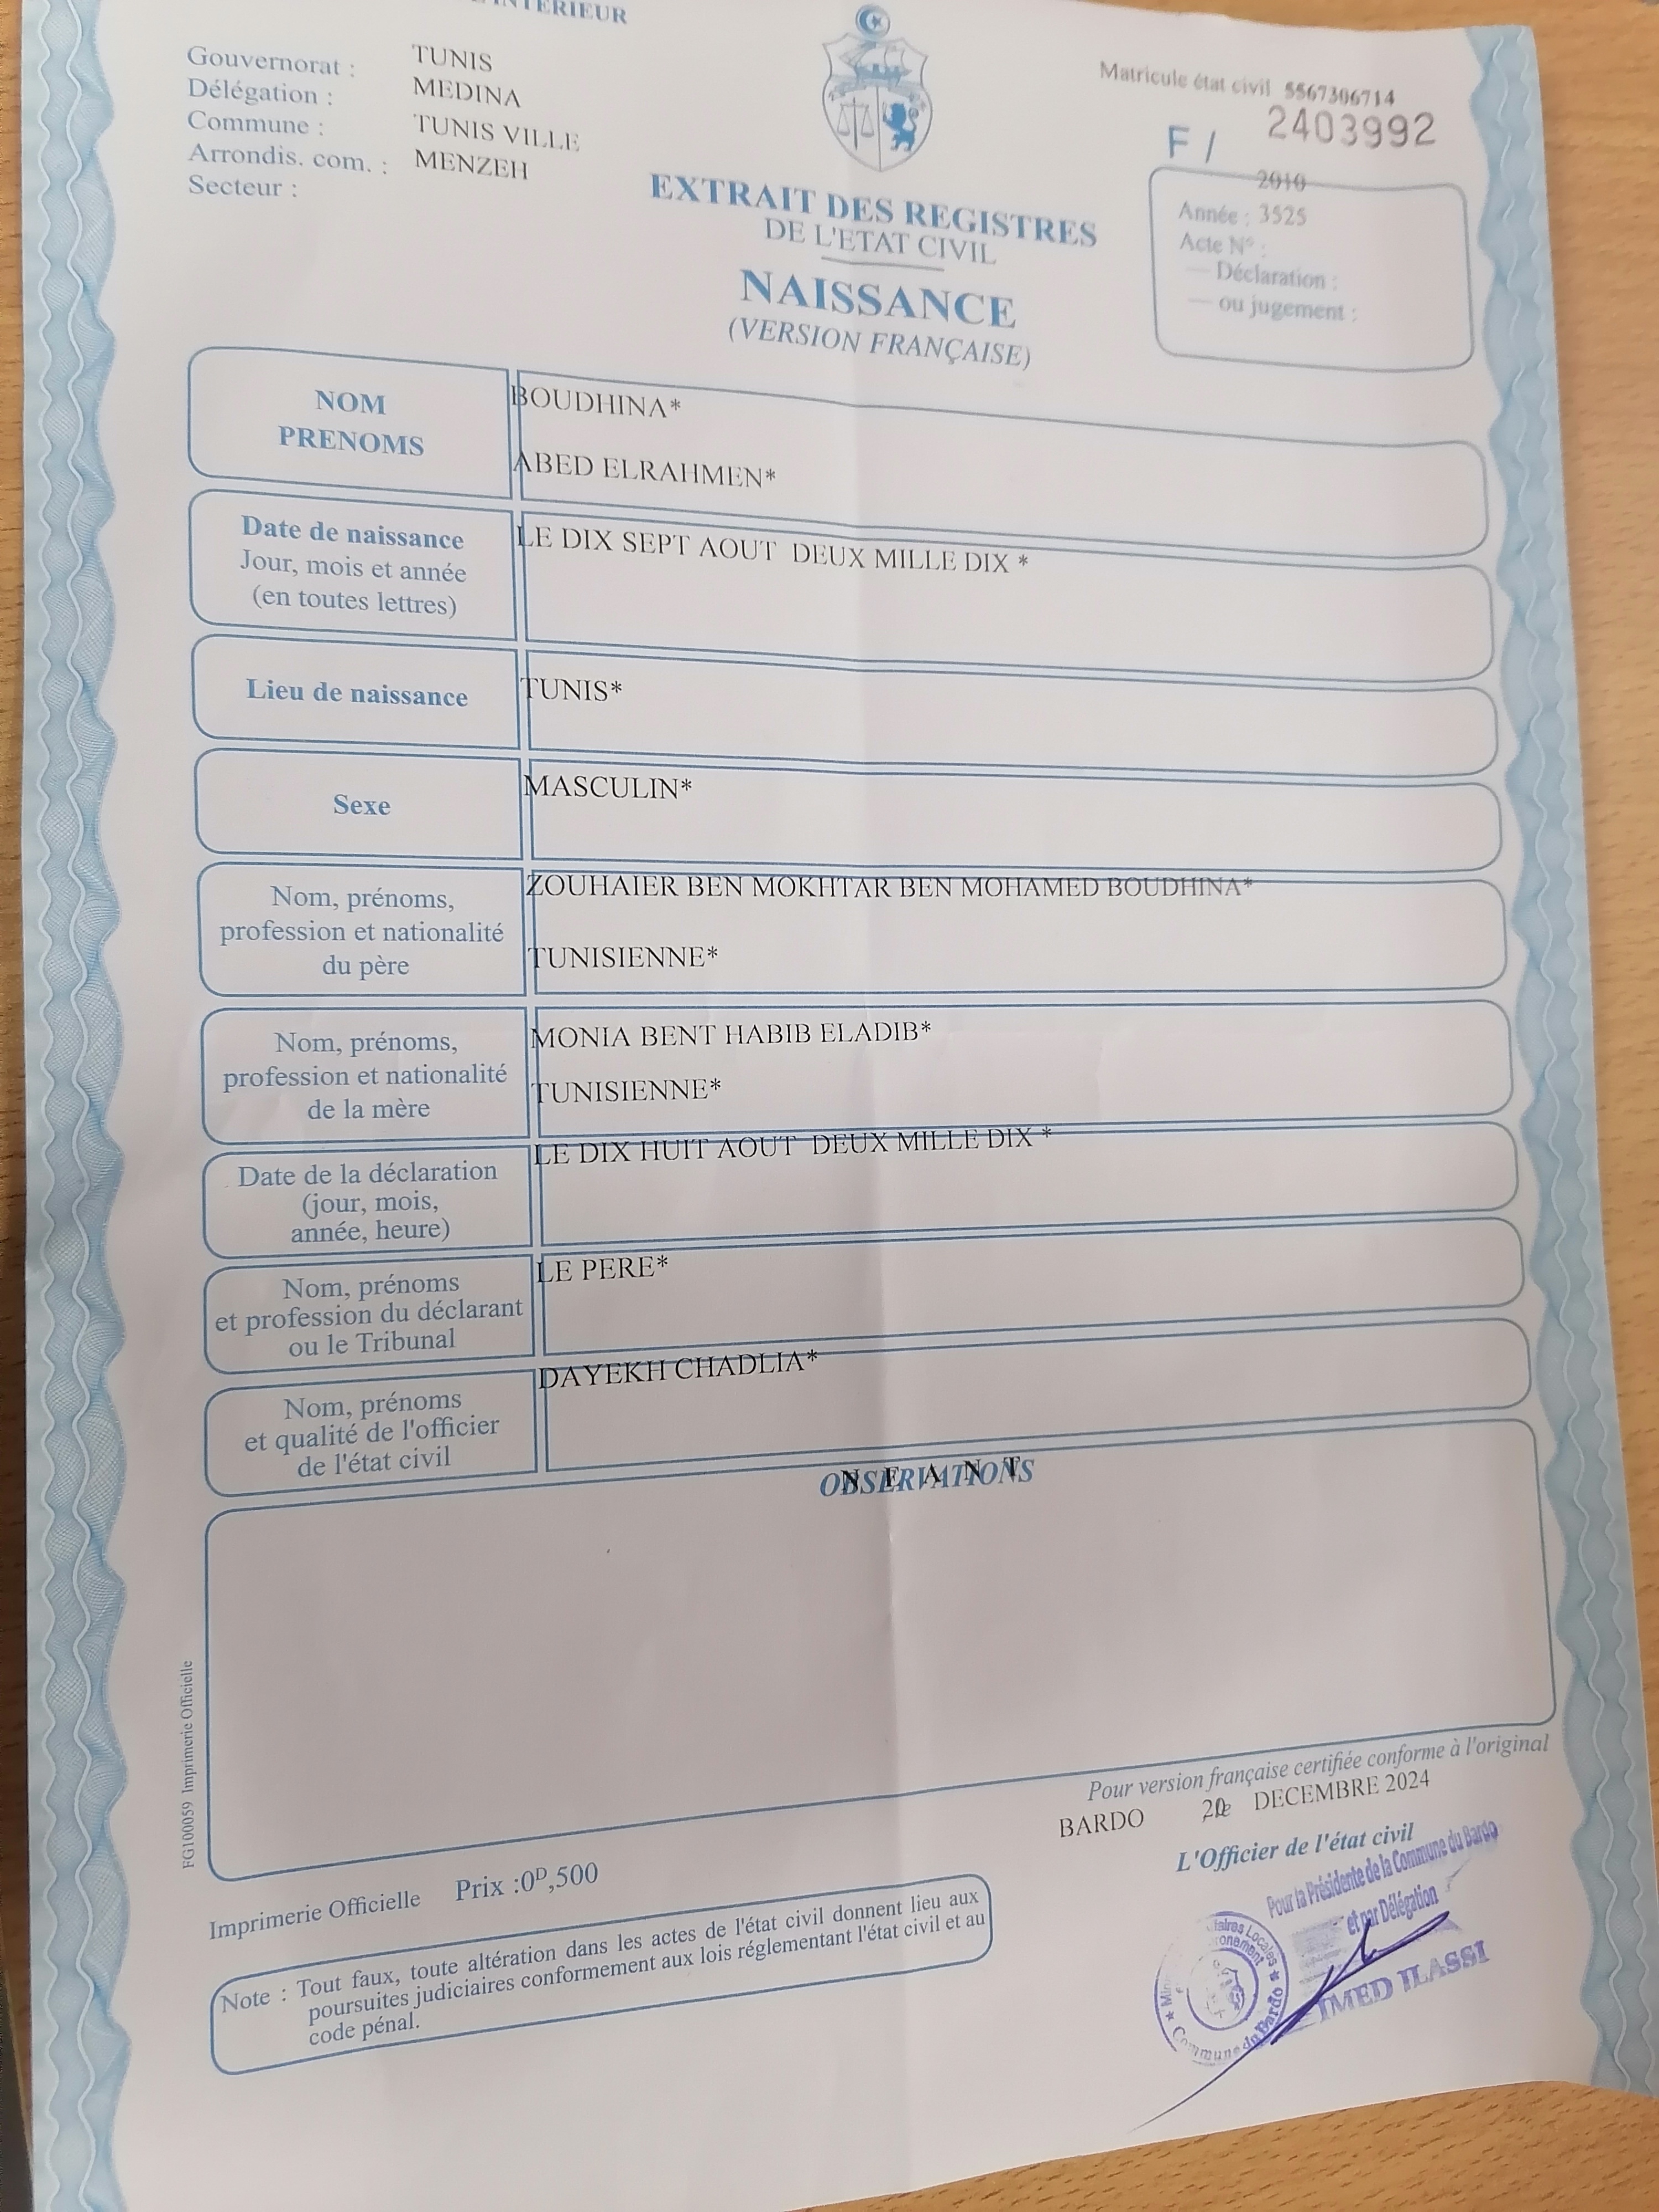 INTERIEUR
Gouvernorat : TUNIS
Délégation : MEDINA
Commune : TUNIS VILLE
Arrondis. com. : MENZEH
Secteur :
Matricule état civil 5567306714
F / 2403992
2010
Année : 3525
Acte N° :
— Déclaration :
— ou jugement :
EXTRAIT DES REGISTRES
DE L'ETAT CIVIL
NAISSANCE
(VERSION FRANÇAISE)
NOM
PRENOMS
BOUDHINA*
ABED ELRAHMEN*
Date de naissance
Jour, mois et année
(en toutes lettres)
LE DIX SEPT AOUT DEUX MILLE DIX *
Lieu de naissance
TUNIS*
Sexe
MASCULIN*
Nom, prénoms,
profession et nationalité
du père
ZOUHAIER BEN MOKHTAR BEN MOHAMED BOUDHINA*
TUNISIENNE*
Nom, prénoms,
profession et nationalité
de la mère
MONIA BENT HABIB ELADIB*
TUNISIENNE*
Date de la déclaration
(jour, mois,
année, heure)
LE DIX HUIT AOUT DEUX MILLE DIX *
Nom, prénoms
et profession du déclarant
ou le Tribunal
LE PERE*
Nom, prénoms
et qualité de l'officier
de l'état civil
DAYEKH CHADLIA*
OBSERVATIONS
N E A N T
FG100059 Imprimerie Officielle
Pour version française certifiée conforme à l'original
BARDO le DECEMBRE 2024
L'Officier de l'état civil
Pour la Présidente de la Commune du Bardo
et par Délégation
IMED ILASSI
Commune du Bardo
Imprimerie Officielle Prix :0D,500
Note : Tout faux, toute altération dans les actes de l'état civil donnent lieu aux
poursuites judiciaires conformement aux lois réglementant l'état civil et au
code pénal.